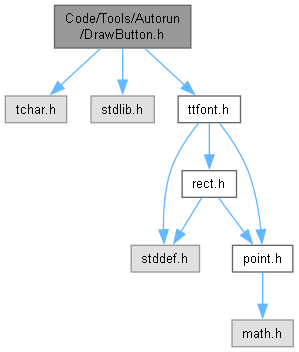 Code/Tools/Autorun
/DrawButton.h
tchar.h
stdlib.h
ttfont.h
rect.h
stddef.h
point.h
math.h